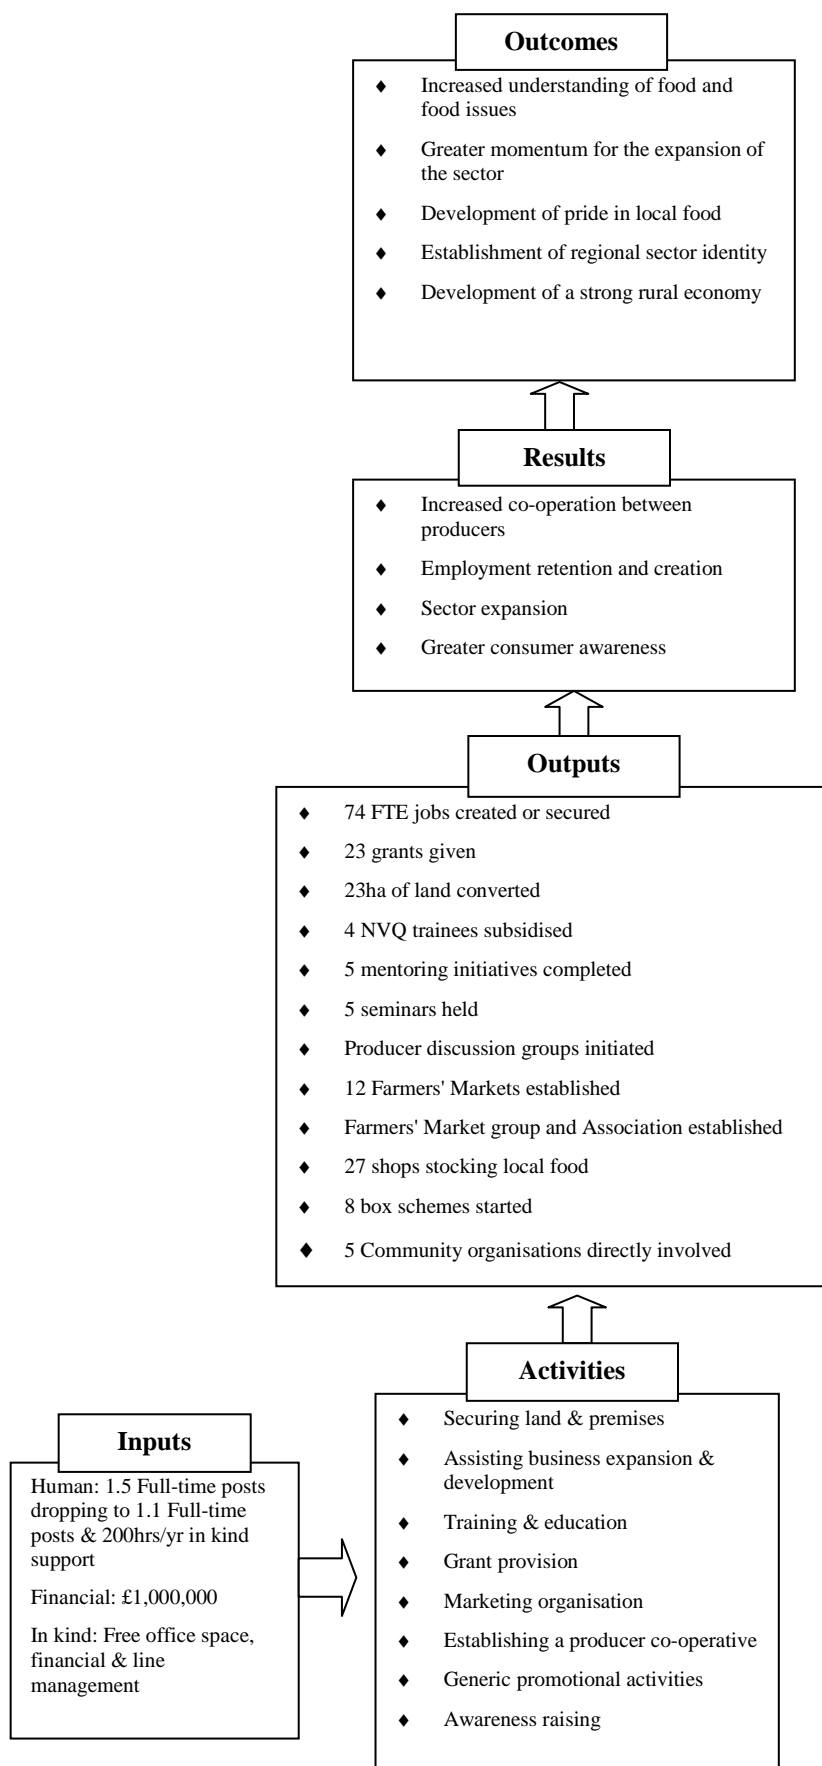 Outcomes
♦ Increased understanding of food and
food issues
♦ Greater momentum for the expansion of
the sector
♦ Development of pride in local food
♦ Establishment of regional sector identity
♦ Development of a strong rural economy
Results
♦ Increased co-operation between
producers
♦ Employment retention and creation
♦ Sector expansion
♦ Greater consumer awareness
Outputs
♦ 74 FTE jobs created or secured
♦ 23 grants given
♦ 23ha of land converted
♦ 4 NVQ trainees subsidised
♦ 5 mentoring initiatives completed
♦ 5 seminars held
♦ Producer discussion groups initiated
♦ 12 Farmers' Markets established
♦ Farmers' Market group and Association established
♦ 27 shops stocking local food
♦ 8 box schemes started
♦ 5 Community organisations directly involved
Activities
♦ Securing land & premises
♦ Assisting business expansion &
development
♦ Training & education
♦ Grant provision
♦ Marketing organisation
♦ Establishing a producer co-operative
♦ Generic promotional activities
♦ Awareness raising
Inputs
Human: 1.5 Full-time posts
dropping to 1.1 Full-time
posts & 200hrs/yr in kind
support
Financial: £1,000,000
In kind: Free office space,
financial & line
management